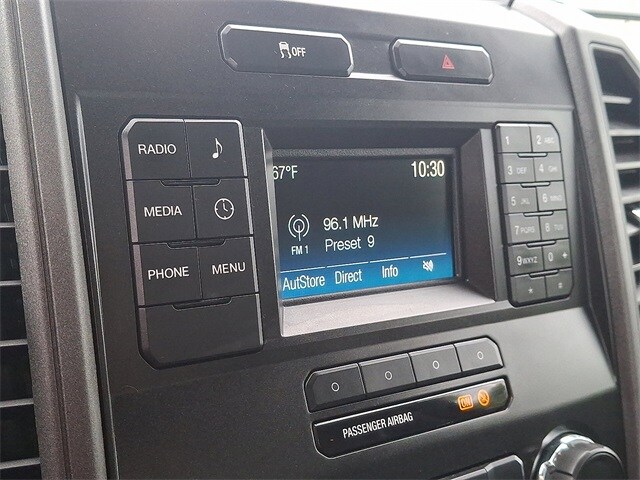 OFF
RADIO
MEDIA
PHONE MENU
67°F 10:30
96.1 MHz
FM 1 Preset 9
AutStore Direct Info
1 2 ABC
3 DEF 4 GHI
5 JKL 6 MNO
7 PQRS 8 TUV
9 WXYZ 0 +
* #
PASSENGER AIRBAG ON